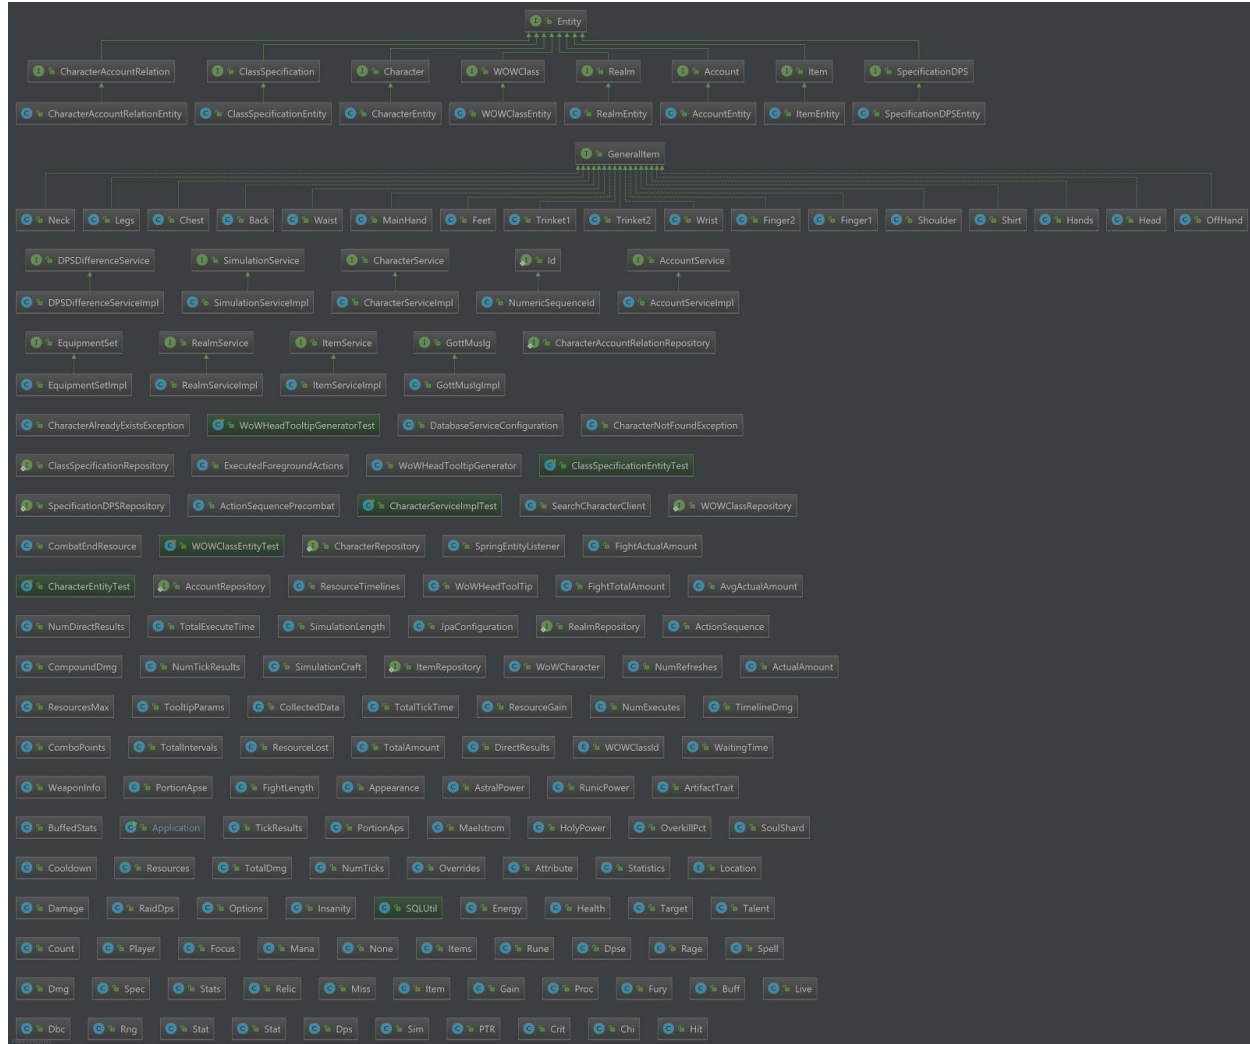 Entity
CharacterAccountRelation ClassSpecification Character WOWClass Realm Account Item SpecificationDPS
CharacterAccountRelationEntity ClassSpecificationEntity CharacterEntity WOWClassEntity RealmEntity AccountEntity ItemEntity SpecificationDPSEntity
GeneralItem
Neck Legs Chest Back Waist MainHand Feet Trinket1 Trinket2 Wrist Finger2 Finger1 Shoulder Shirt Hands Head OffHand
DPSDifferenceService SimulationService CharacterService Id AccountService
DPSDifferenceServiceImpl SimulationServiceImpl CharacterServiceImpl NumericSequenceId AccountServiceImpl
EquipmentSet RealmService ItemService GottMuslg CharacterAccountRelationRepository
EquipmentSetImpl RealmServiceImpl ItemServiceImpl GottMuslgImpl
CharacterAlreadyExistsException WoWHeadTooltipGeneratorTest DatabaseServiceConfiguration CharacterNotFoundException
ClassSpecificationRepository ExecutedForegroundActions WoWHeadTooltipGenerator ClassSpecificationEntityTest
SpecificationDPSRepository ActionSequencePrecombat CharacterServiceImplTest SearchCharacterClient WOWClassRepository
CombatEndResource WOWClassEntityTest CharacterRepository SpringEntityListener FightActualAmount
CharacterEntityTest AccountRepository ResourceTimelines WoWHeadToolTip FightTotalAmount AvgActualAmount
NumDirectResults TotalExecuteTime SimulationLength JpaConfiguration RealmRepository ActionSequence
CompoundDmg NumTickResults SimulationCraft ItemRepository WoWCharacter NumRefreshes ActualAmount
ResourcesMax TooltipParams CollectedData TotalTickTime ResourceGain NumExecutes TimelineDmg
ComboPoints TotalIntervals ResourceLost TotalAmount DirectResults WOWClassId WaitingTime
WeaponInfo PortionApse FightLength Appearance AstralPower RunicPower ArtifactTrait
BuffedStats Application TickResults PortionAps Maelstrom HolyPower OverkillPct SoulShard
Cooldown Resources TotalDmg NumTicks Overrides Attribute Statistics Location
Damage RaidDps Options Insanity SQLUtil Energy Health Target Talent
Count Player Focus Mana None Items Rune Dpse Rage Spell
Dmg Spec Stats Relic Miss Item Gain Proc Fury Buff Live
Dbc Rng Stat Stat Dps Sim PTR Crit Chi Hit